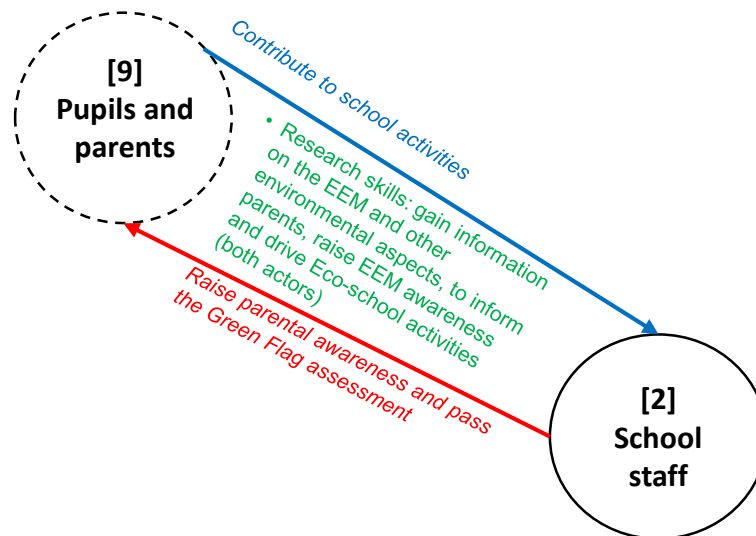 [9]
Pupils and
parents
Contribute to school activities
• Research skills: gain information
on the EEM and other
environmental aspects, to inform
parents, raise EEM awareness
and drive Eco-school activities
(both actors)
Raise parental awareness and pass
the Green Flag assessment
[2]
School
staff